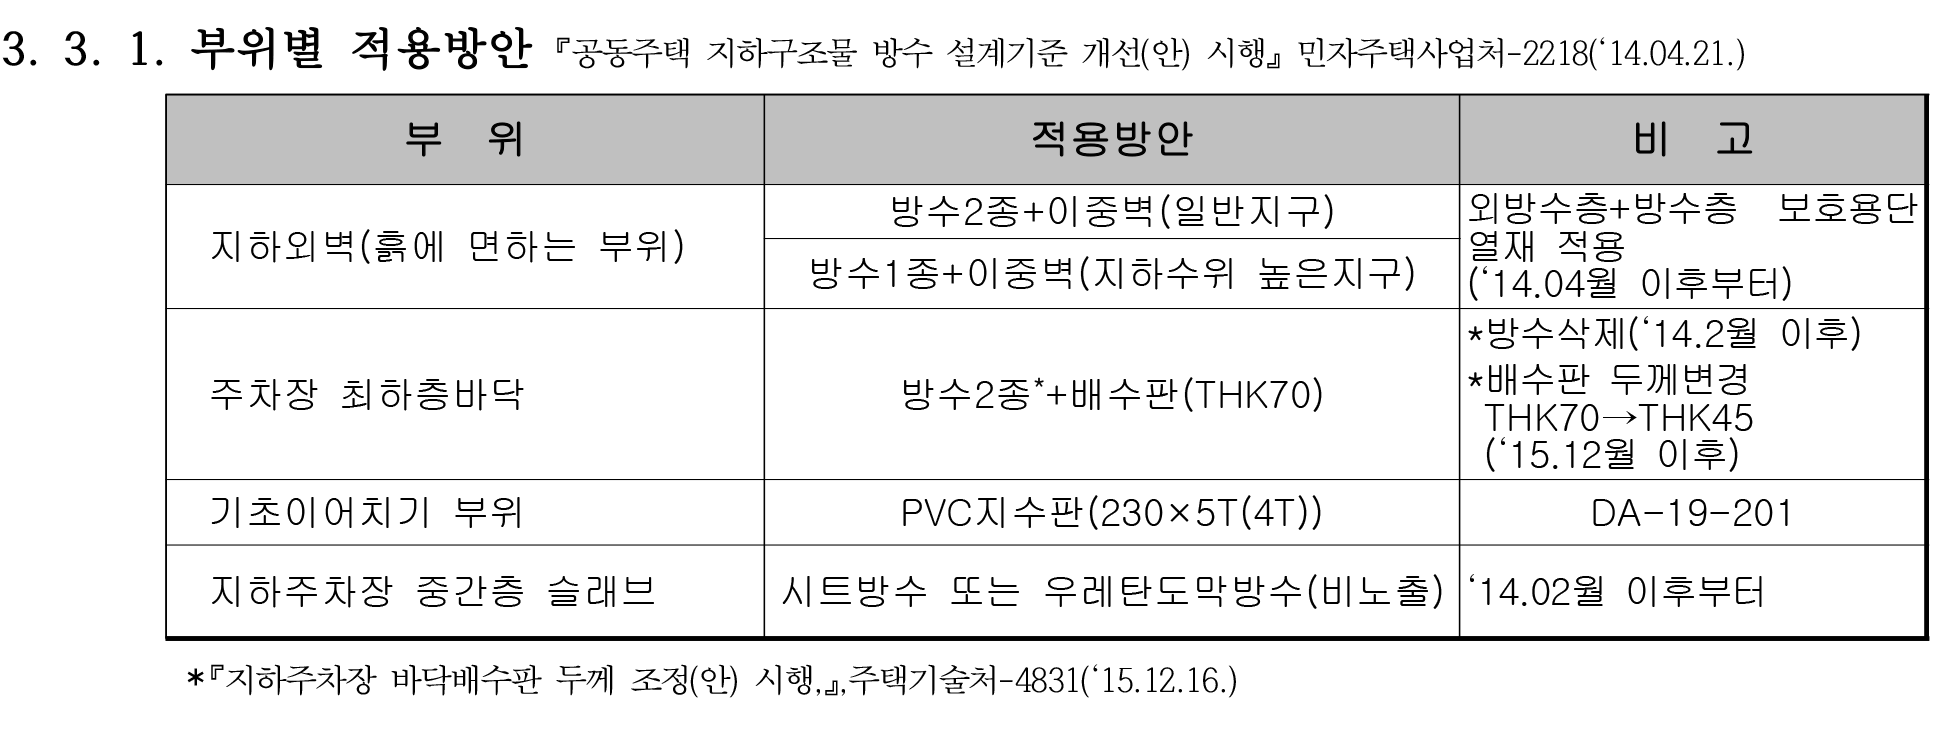 3. 3. 1. 부위별 적용방안 『공동주택 지하구조물 방수 설계기준 개선(안) 시행』 민자주택사업처-2218(‘14.04.21.)
부 위 적용방안 비 고
지하외벽(흙에 면하는 부위)
방수2종+이중벽(일반지구)
방수1종+이중벽(지하수위 높은지구)
외방수층+방수층 보호용단
열재 적용
(‘14.04월 이후부터)
주차장 최하층바닥
방수2종*+배수판(THK70)
*방수삭제(‘14.2월 이후)
*배수판 두께변경
THK70→THK45
(‘15.12월 이후)
기초이어치기 부위 PVC지수판(230×5T(4T)) DA-19-201
지하주차장 중간층 슬래브 시트방수 또는 우레탄도막방수(비노출) ‘14.02월 이후부터
*『지하주차장 바닥배수판 두께 조정(안) 시행,』,주택기술처-4831(‘15.12.16.)